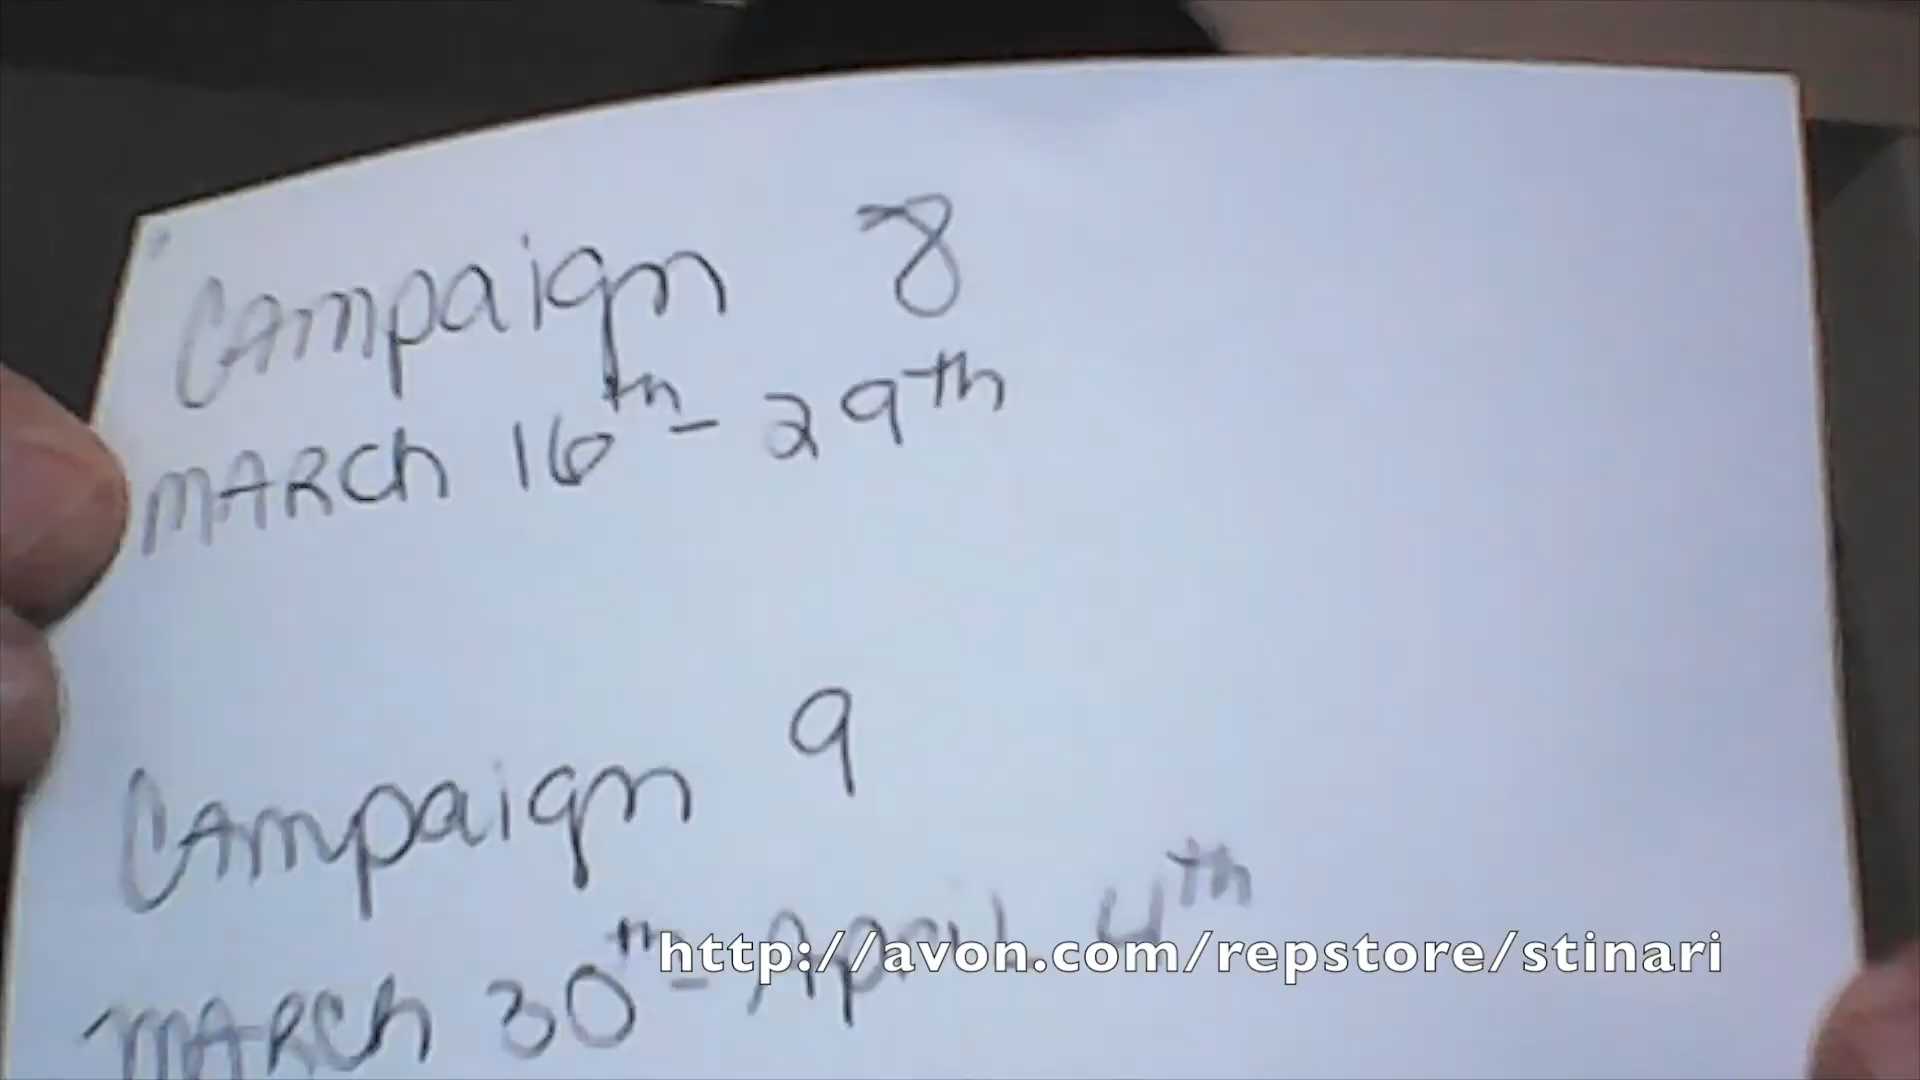 Campaign 8
March 16th - 29th
Campaign 9
March 30th - April 4th
http://avon.com/repstore/stinari